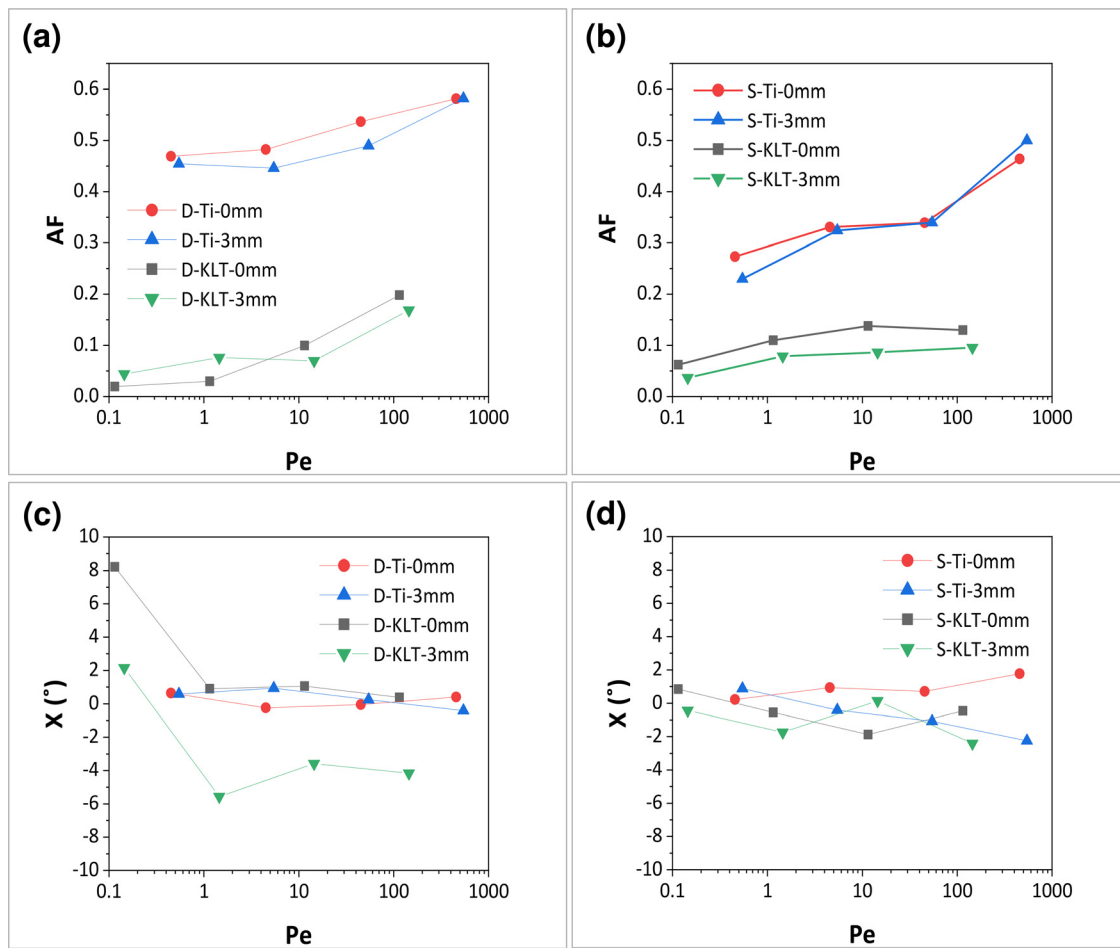 (a)
AF
0.6
0.5
0.4
0.3
0.2
0.1
0.0
D-Ti-0mm
D-Ti-3mm
D-KLT-0mm
D-KLT-3mm
0.1 1 10 100 1000
Pe
(b)
AF
0.6
0.5
0.4
0.3
0.2
0.1
0.0
S-Ti-0mm
S-Ti-3mm
S-KLT-0mm
S-KLT-3mm
0.1 1 10 100 1000
Pe
(c)
X (°)
10
8
6
4
2
0
-2
-4
-6
-8
-10
D-Ti-0mm
D-Ti-3mm
D-KLT-0mm
D-KLT-3mm
0.1 1 10 100 1000
Pe
(d)
X (°)
10
8
6
4
2
0
-2
-4
-6
-8
-10
S-Ti-0mm
S-Ti-3mm
S-KLT-0mm
S-KLT-3mm
0.1 1 10 100 1000
Pe